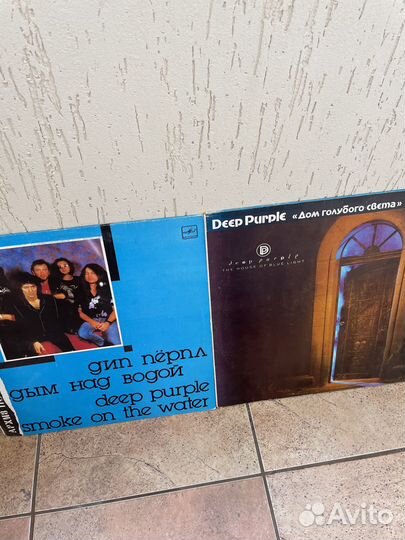 дип пёрпл
дым над водой
deep purple
smoke on the water
DEEP PURPLE «Дом голубого света»
deep purple
THE HOUSE OF BLUE LIGHT
Avito